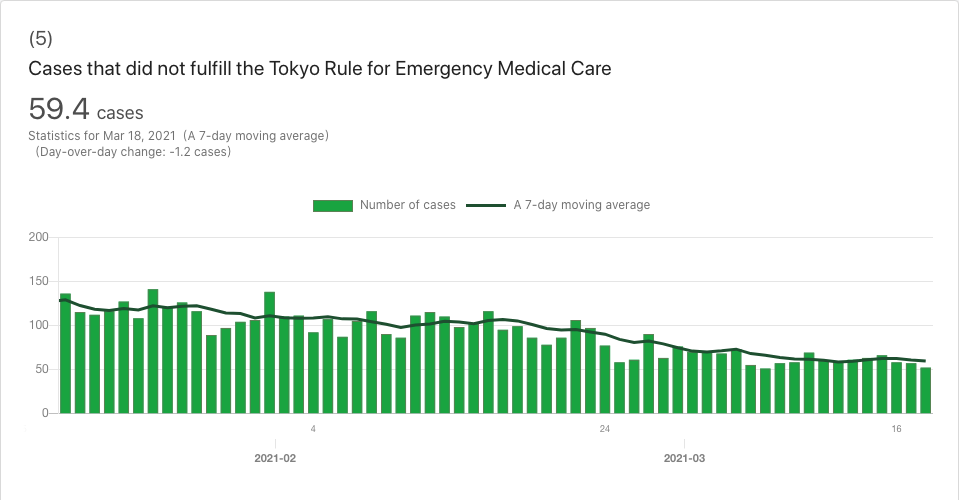 (5)
Cases that did not fulfill the Tokyo Rule for Emergency Medical Care
59.4 cases
Statistics for Mar 18, 2021 (A 7-day moving average)
(Day-over-day change: -1.2 cases)
Number of cases A 7-day moving average
200
150
100
50
0
4 24 16
2021-02 2021-03